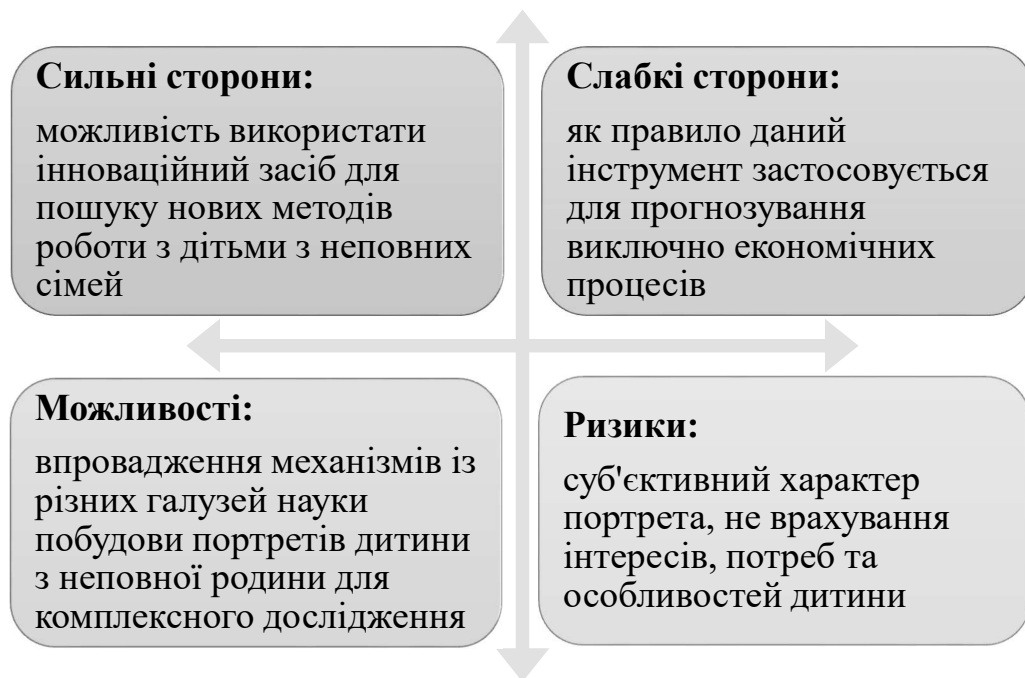 Сильні сторони:
можливість використати
інноваційний засіб для
пошуку нових методів
роботи з дітьми з неповних
сімей
Слабкі сторони:
як правило даний
інструмент застосовується
для прогнозування
виключно економічних
процесів
Можливості:
впровадження механізмів із
різних галузей науки
побудови портретів дитини
з неповної родини для
комплексного дослідження
Ризики:
суб'єктивний характер
портрета, не врахування
інтересів, потреб та
особливостей дитини